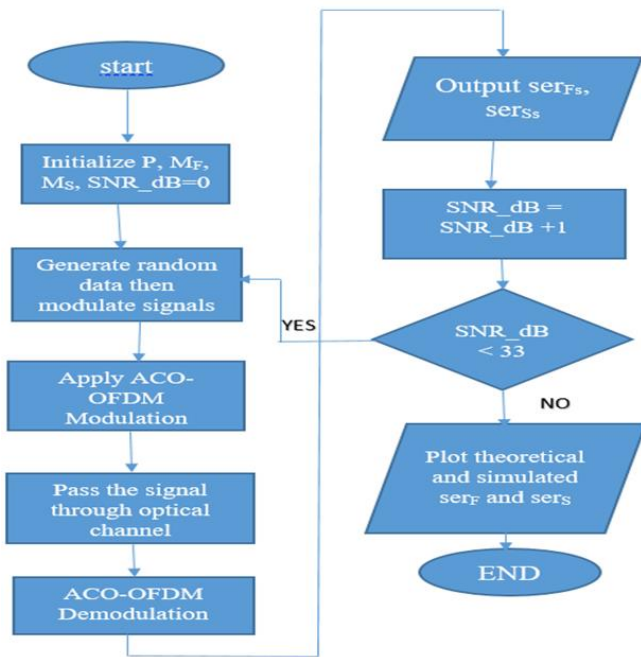 start
Initialize P, MF,
MS, SNR_dB=0
Generate random
data then
modulate signals
Apply ACO-
OFDM
Modulation
Pass the signal
through optical
channel
ACO-OFDM
Demodulation
Output serFs,
serSs
SNR_dB =
SNR_dB +1
SNR_dB
< 33
YES
NO
Plot theoretical
and simulated
serF and serS
END